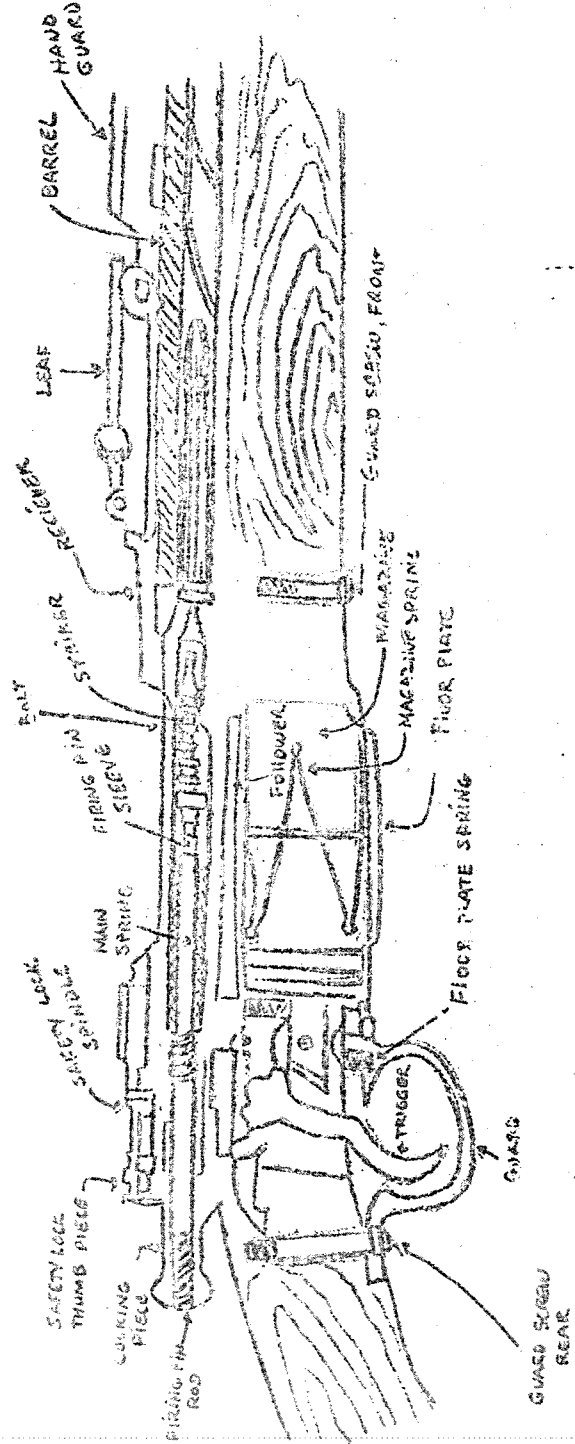 SAFETY LOCK
THUMB PIECE
COCKING
PIECE
FIRING PIN
ROD
SAFETY LOCK
SPINDLE
MAIN
SPRING
FIRING PIN
SLEEVE
BOLT
STRIKER
RECIEVER
LEAF
BARREL
HAND
GUARD
FOLLOWER
MAGAZINE
MAGAZINE SPRING
GUARD SCREW, FRONT
FLOOR PLATE
FLOOR PLATE SPRING
TRIGGER
GUARD
GUARD SCREW
REAR